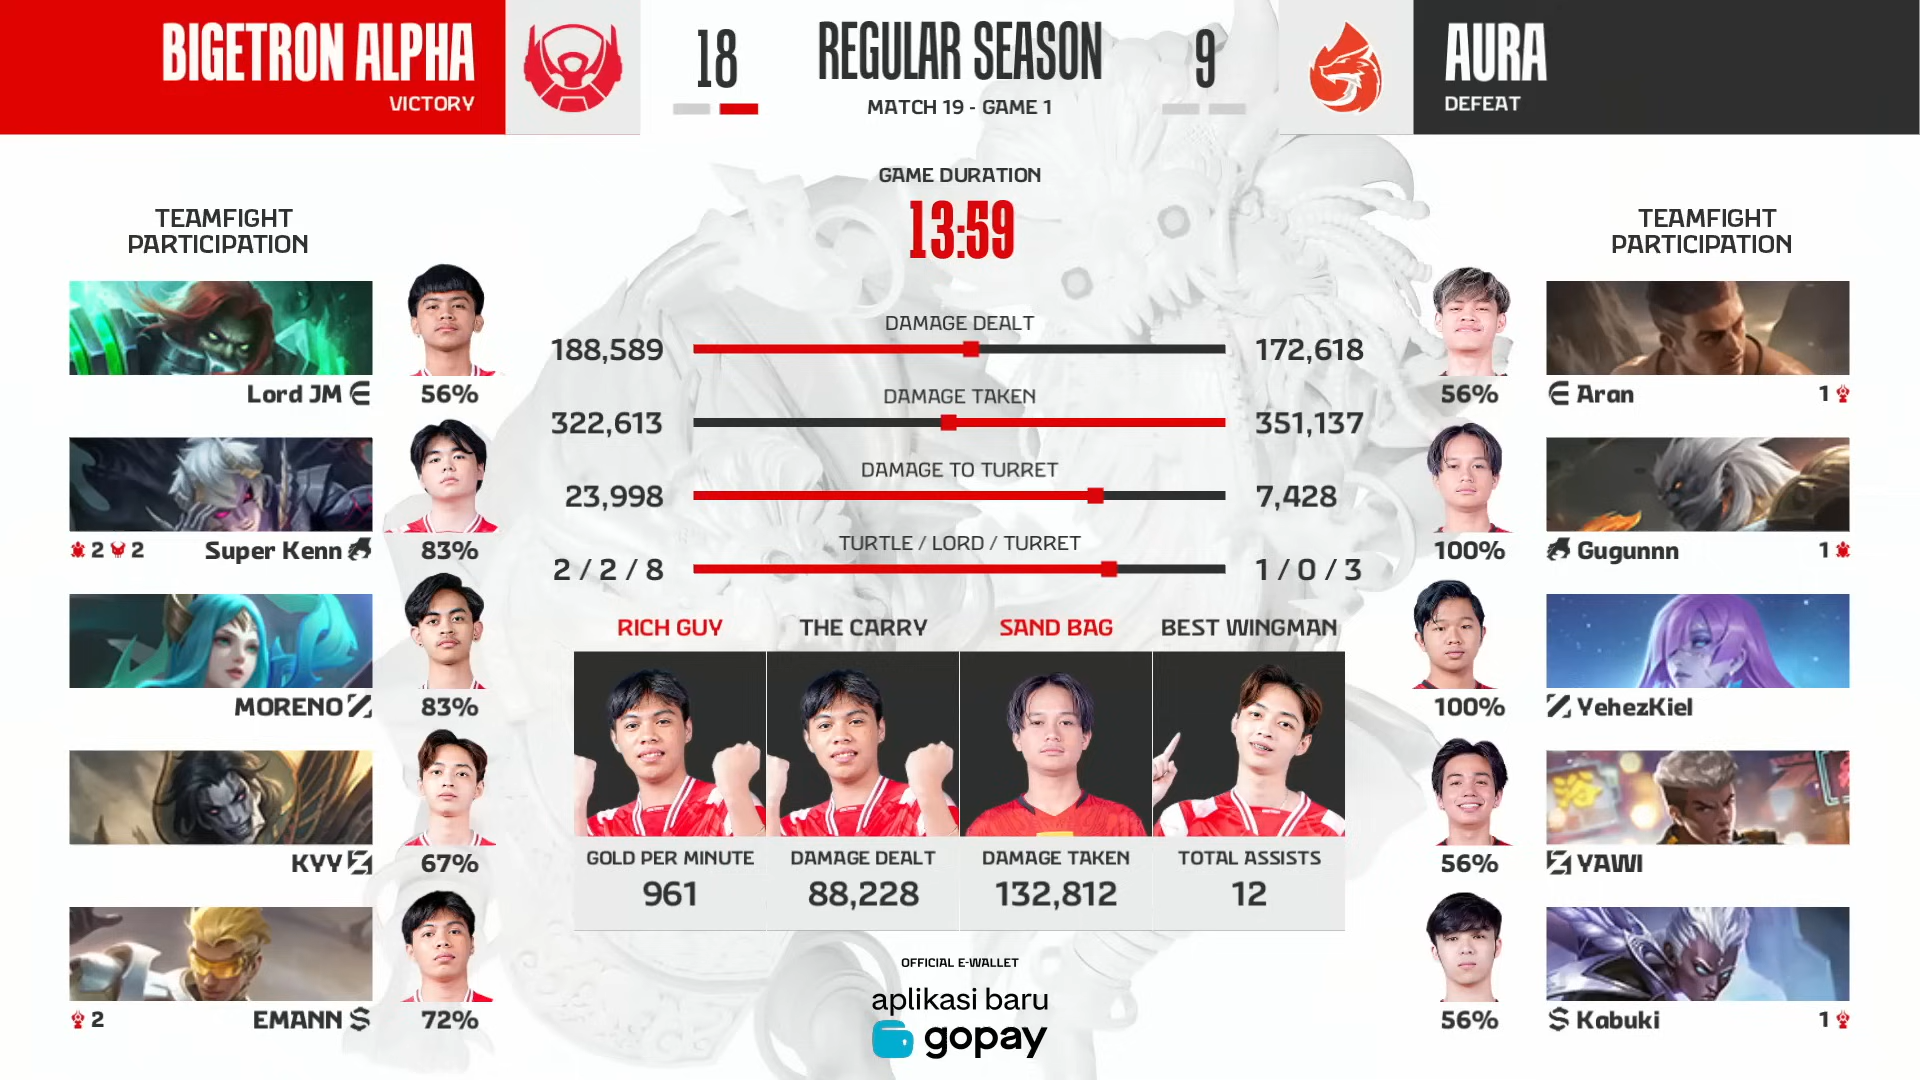 BIGETRON ALPHA
VICTORY
18
REGULAR SEASON
MATCH 19 - GAME 1
9
AURA
DEFEAT
GAME DURATION
13:59
TEAMFIGHT
PARTICIPATION
Lord JM
56%
2 2 Super Kenn
83%
MORENO
83%
KYY
67%
2 EMANN
72%
DAMAGE DEALT
188,589 172,618
DAMAGE TAKEN
322,613 351,137
DAMAGE TO TURRET
23,998 7,428
TURTLE / LORD / TURRET
2 / 2 / 8 1 / 0 / 3
RICH GUY
GOLD PER MINUTE
961
THE CARRY
DAMAGE DEALT
88,228
SAND BAG
DAMAGE TAKEN
132,812
BEST WINGMAN
TOTAL ASSISTS
12
TEAMFIGHT
PARTICIPATION
56%
Aran 1
100%
Gugunnn 1
100%
YehezKiel
56%
YAWI
56%
Kabuki 1
OFFICIAL E-WALLET
aplikasi baru
gopay